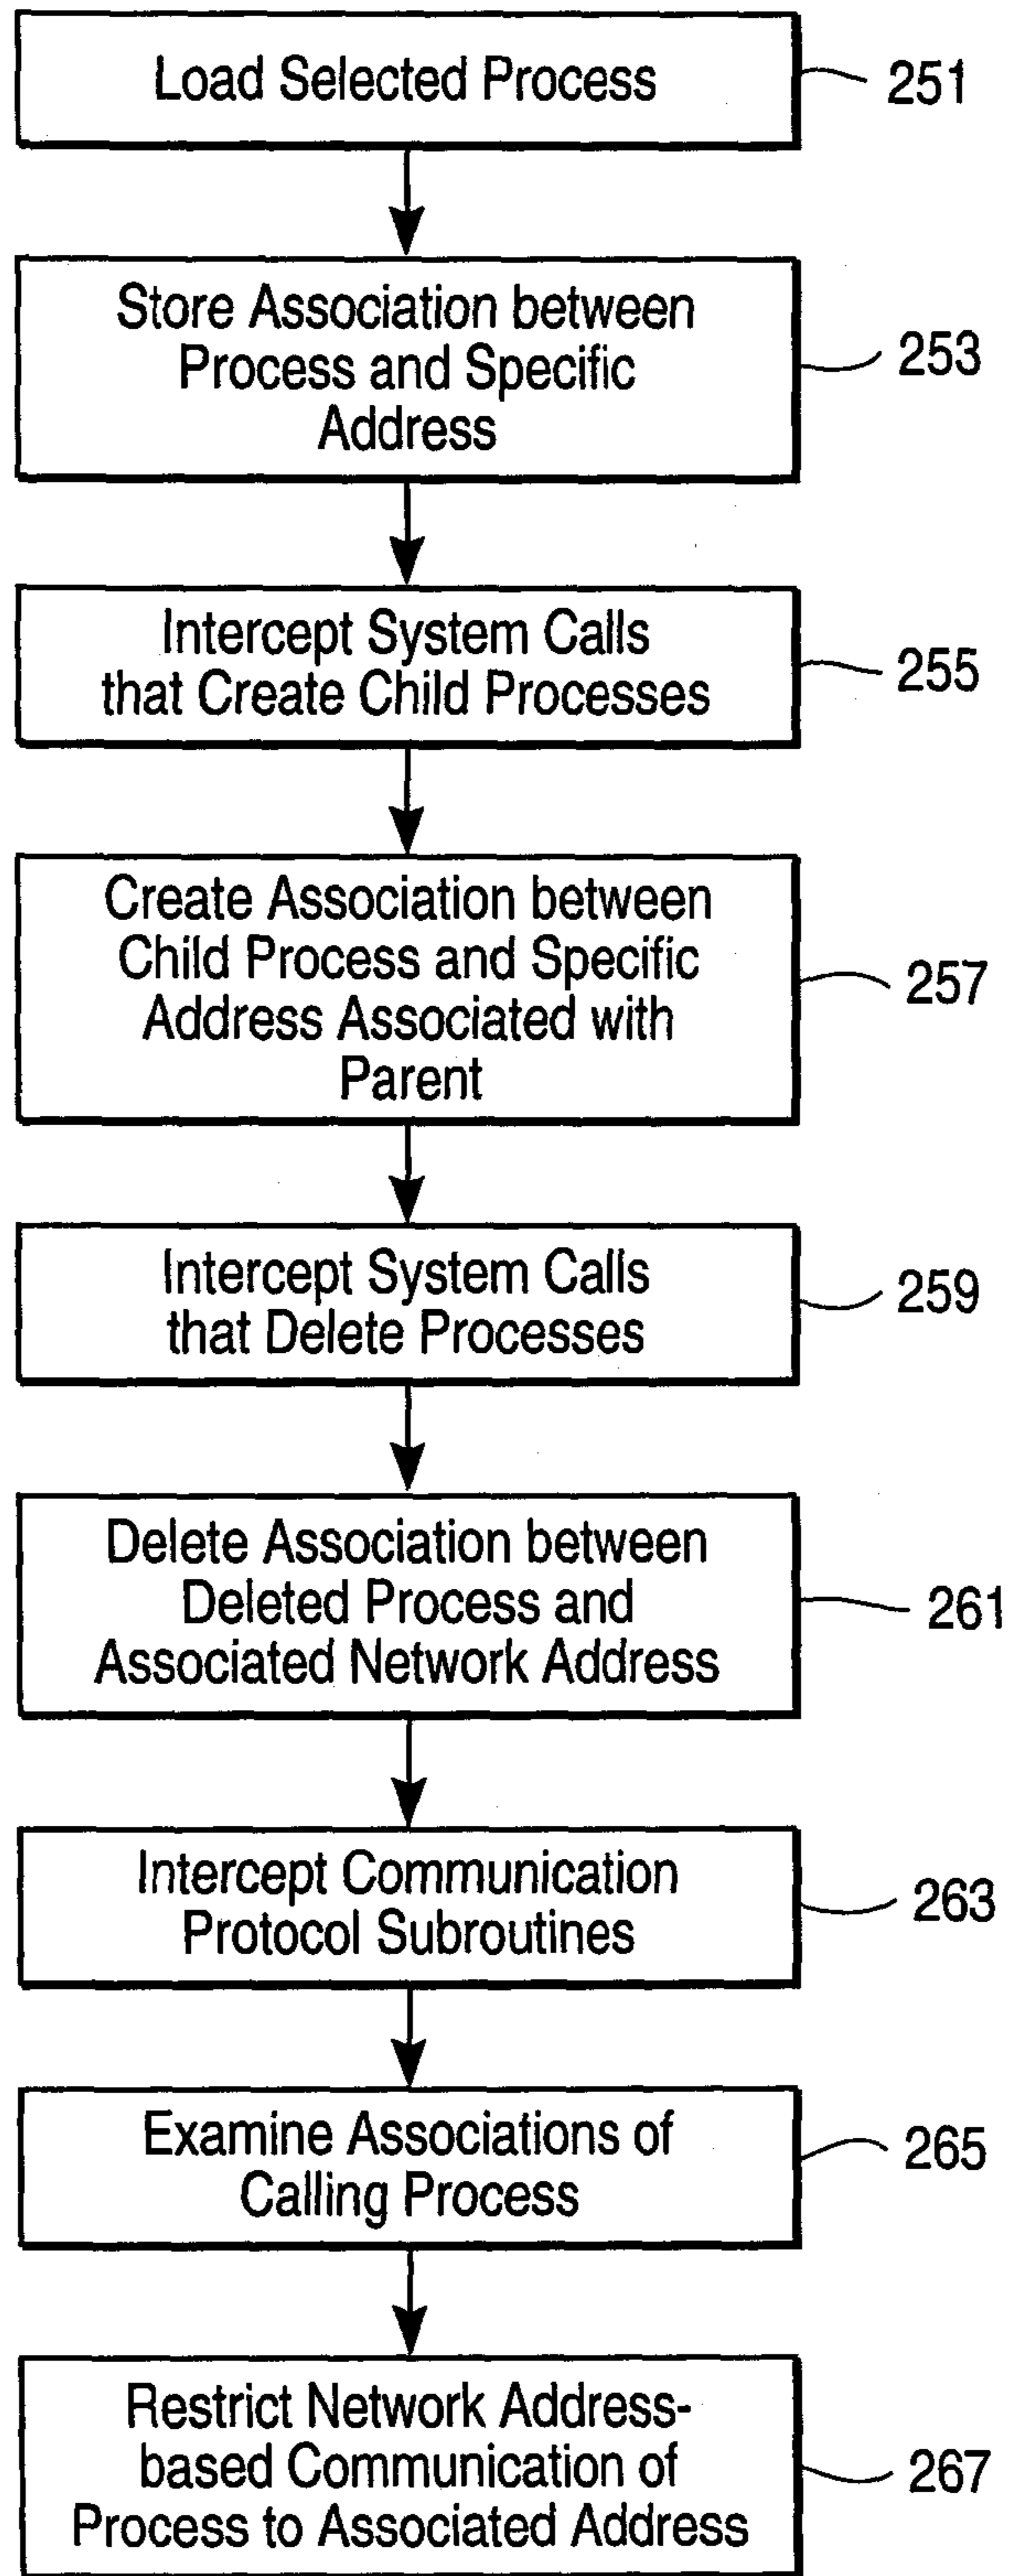 Load Selected Process
251
Store Association between
Process and Specific
Address
253
Intercept System Calls
that Create Child Processes
255
Create Association between
Child Process and Specific
Address Associated with
Parent
257
Intercept System Calls
that Delete Processes
259
Delete Association between
Deleted Process and
Associated Network Address
261
Intercept Communication
Protocol Subroutines
263
Examine Associations of
Calling Process
265
Restrict Network Address-
based Communication of
Process to Associated Address
267